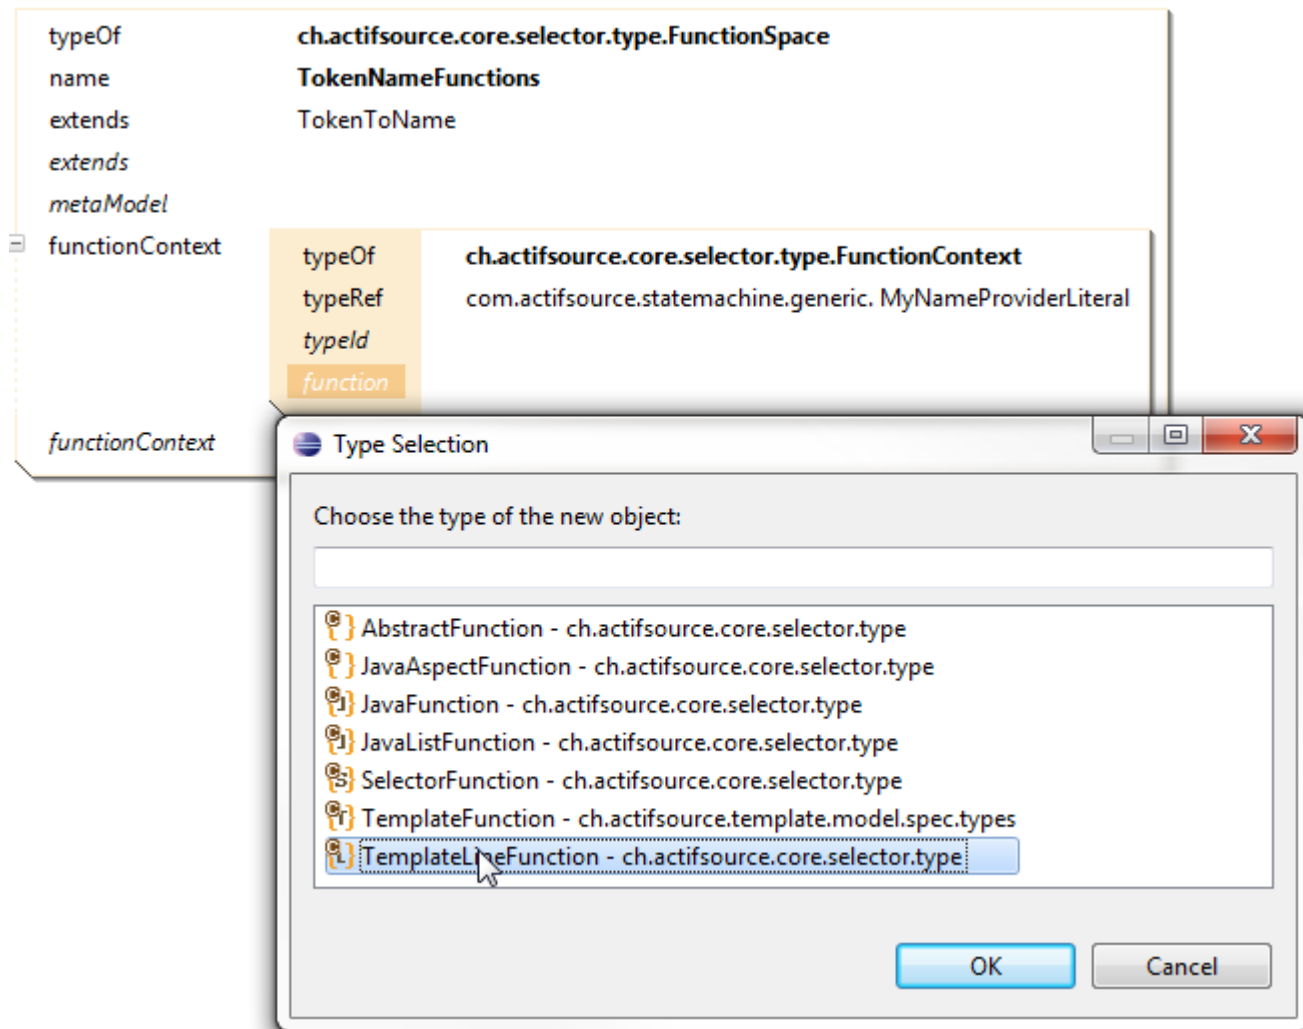 typeOf ch.actifsource.core.selector.type.FunctionSpace
name TokenNameFunctions
extends TokenToName
extends
metaModel
functionContext
typeOf ch.actifsource.core.selector.type.FunctionContext
typeRef com.actifsource.statemachine.generic. MyNameProviderLiteral
typeId
function
functionContext
Type Selection
Choose the type of the new object:
AbstractFunction - ch.actifsource.core.selector.type
JavaAspectFunction - ch.actifsource.core.selector.type
JavaFunction - ch.actifsource.core.selector.type
JavaListFunction - ch.actifsource.core.selector.type
SelectorFunction - ch.actifsource.core.selector.type
TemplateFunction - ch.actifsource.template.model.spec.types
TemplateLineFunction - ch.actifsource.core.selector.type
OK Cancel